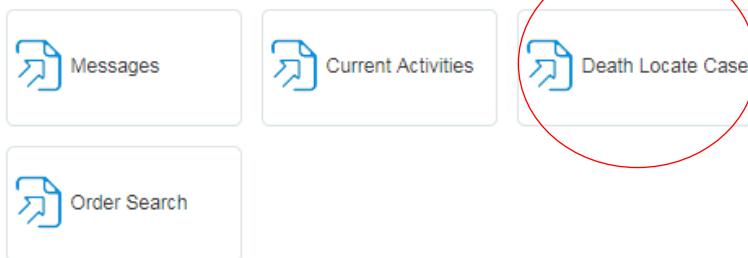 Messages
Current Activities
Death Locate Case
Order Search